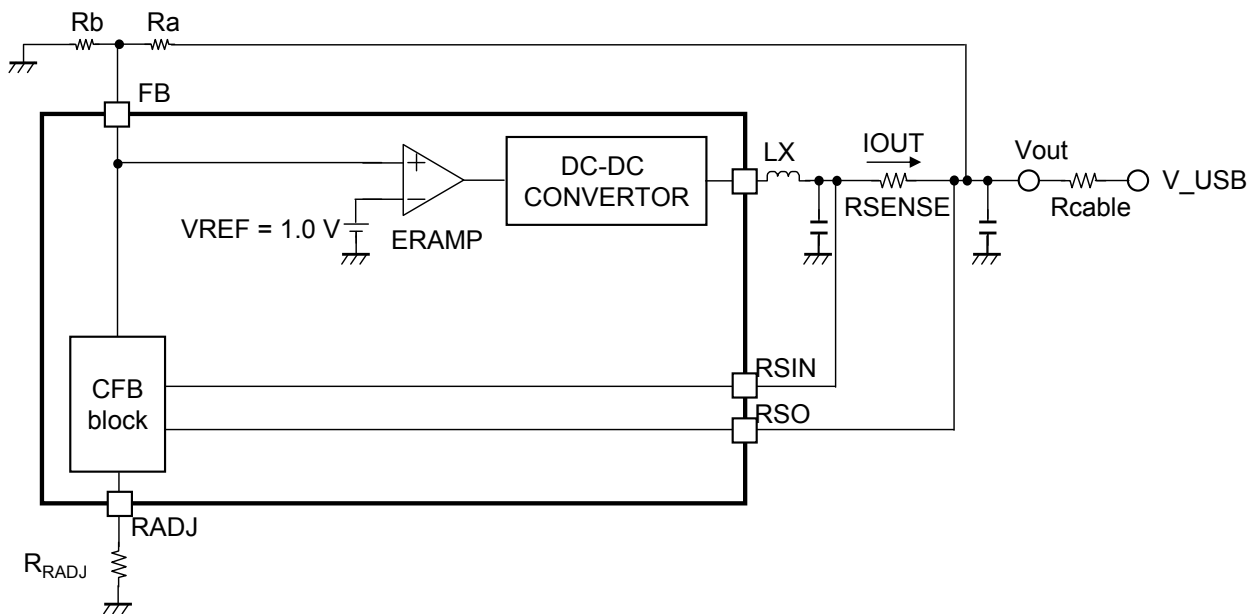 Rb
Ra
FB
+
−
VREF = 1.0 V
ERAMP
DC-DC
CONVERTOR
LX
IOUT
RSENSE
Vout
Rcable
V_USB
CFB
block
RSIN
RSO
RADJ
RRADJ